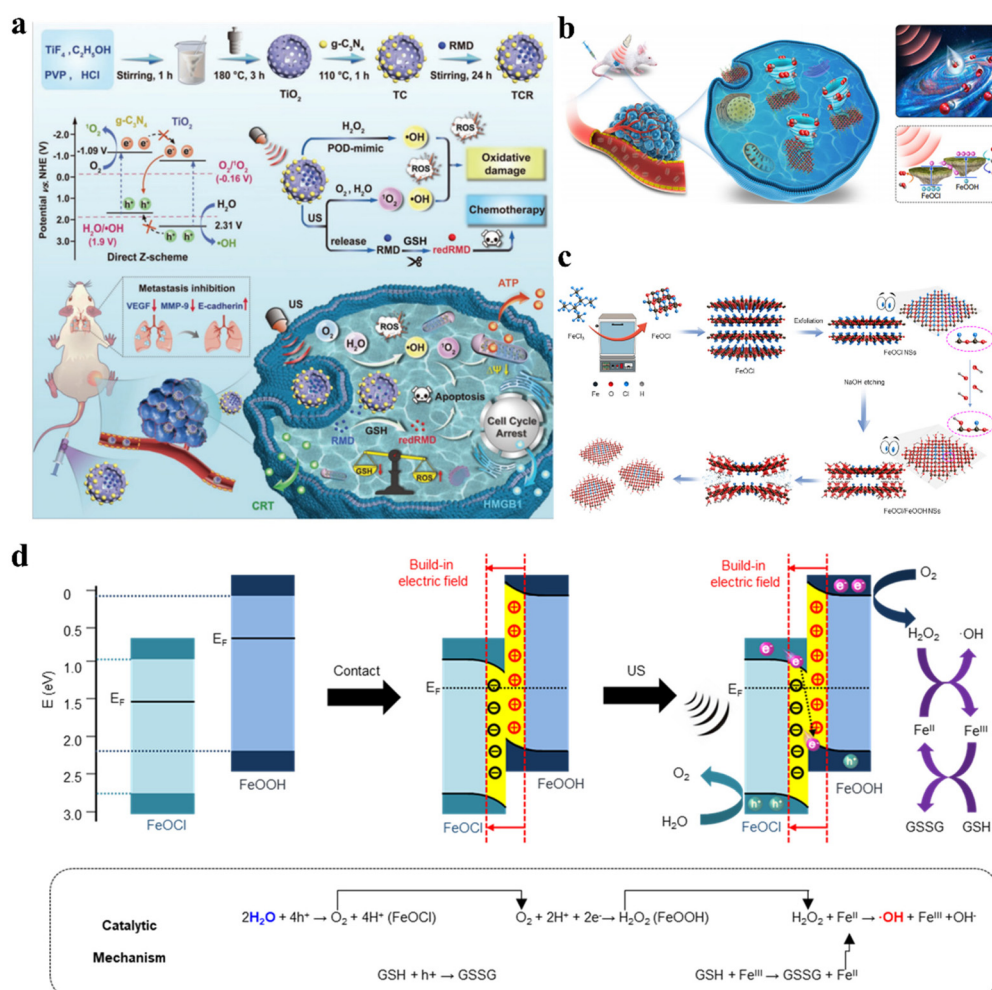 a
TiF₄ ,C₂H₅OH
PVP , HCl
Stirring, 1 h
180 °C, 3 h
TiO₂
g-C₃N₄
110 °C, 1 h
TC
RMD
Stirring, 24 h
TCR
Potential vs. NHE (V)
-2.0
-1.0
0.0
1.0
2.0
3.0
g-C₃N₄
TiO₂
¹O₂
O₂
-1.09 V
e⁻ e⁻
e⁻ e⁻
O₂/¹O₂
(-0.16 V)
h⁺ h⁺
h⁺ h⁺
H₂O
2.31 V
•OH
H₂O/•OH
(1.9 V)
Direct Z-scheme
H₂O₂
POD-mimic
•OH
ROS
US
O₂ , H₂O
¹O₂
•OH
ROS
Oxidative
damage
Chemotherapy
release
RMD
GSH
redRMD
Metastasis inhibition
VEGF MMP-9 E-cadherin
US
O₂
H₂O
ROS
•OH
¹O₂
ATP
ΔΨ
Apoptosis
Cell Cycle
Arrest
RMD
GSH
redRMD
GSH
ROS
CRT
HMGB1
b
FeOCl
FeOOH
c
FeCl₃
FeOCl
FeOCl
Exfoliation
FeOCl NSs
Fe O Cl H
NaOH etching
FeOCl/FeOOH NSs
d
E (eV)
0
0.5
1.0
1.5
2.0
2.5
3.0
E_F
E_F
FeOCl
FeOOH
Contact
Build-in
electric field
E_F
FeOCl
FeOOH
US
Build-in
electric field
E_F
e⁻
e⁻ e⁻
e⁻
h⁺
h⁺ h⁺
O₂
H₂O
FeOCl
FeOOH
O₂
H₂O₂
·OH
Feᴵᴵ
Feᴵᴵᴵ
GSSG
GSH
Catalytic
Mechanism
2H₂O + 4h⁺ → O₂ + 4H⁺ (FeOCl)
O₂ + 2H⁺ + 2e⁻ → H₂O₂ (FeOOH)
H₂O₂ + Feᴵᴵ → ·OH + Feᴵᴵᴵ +OH⁻
GSH + h+ → GSSG
GSH + Feᴵᴵᴵ → GSSG + Feᴵᴵ